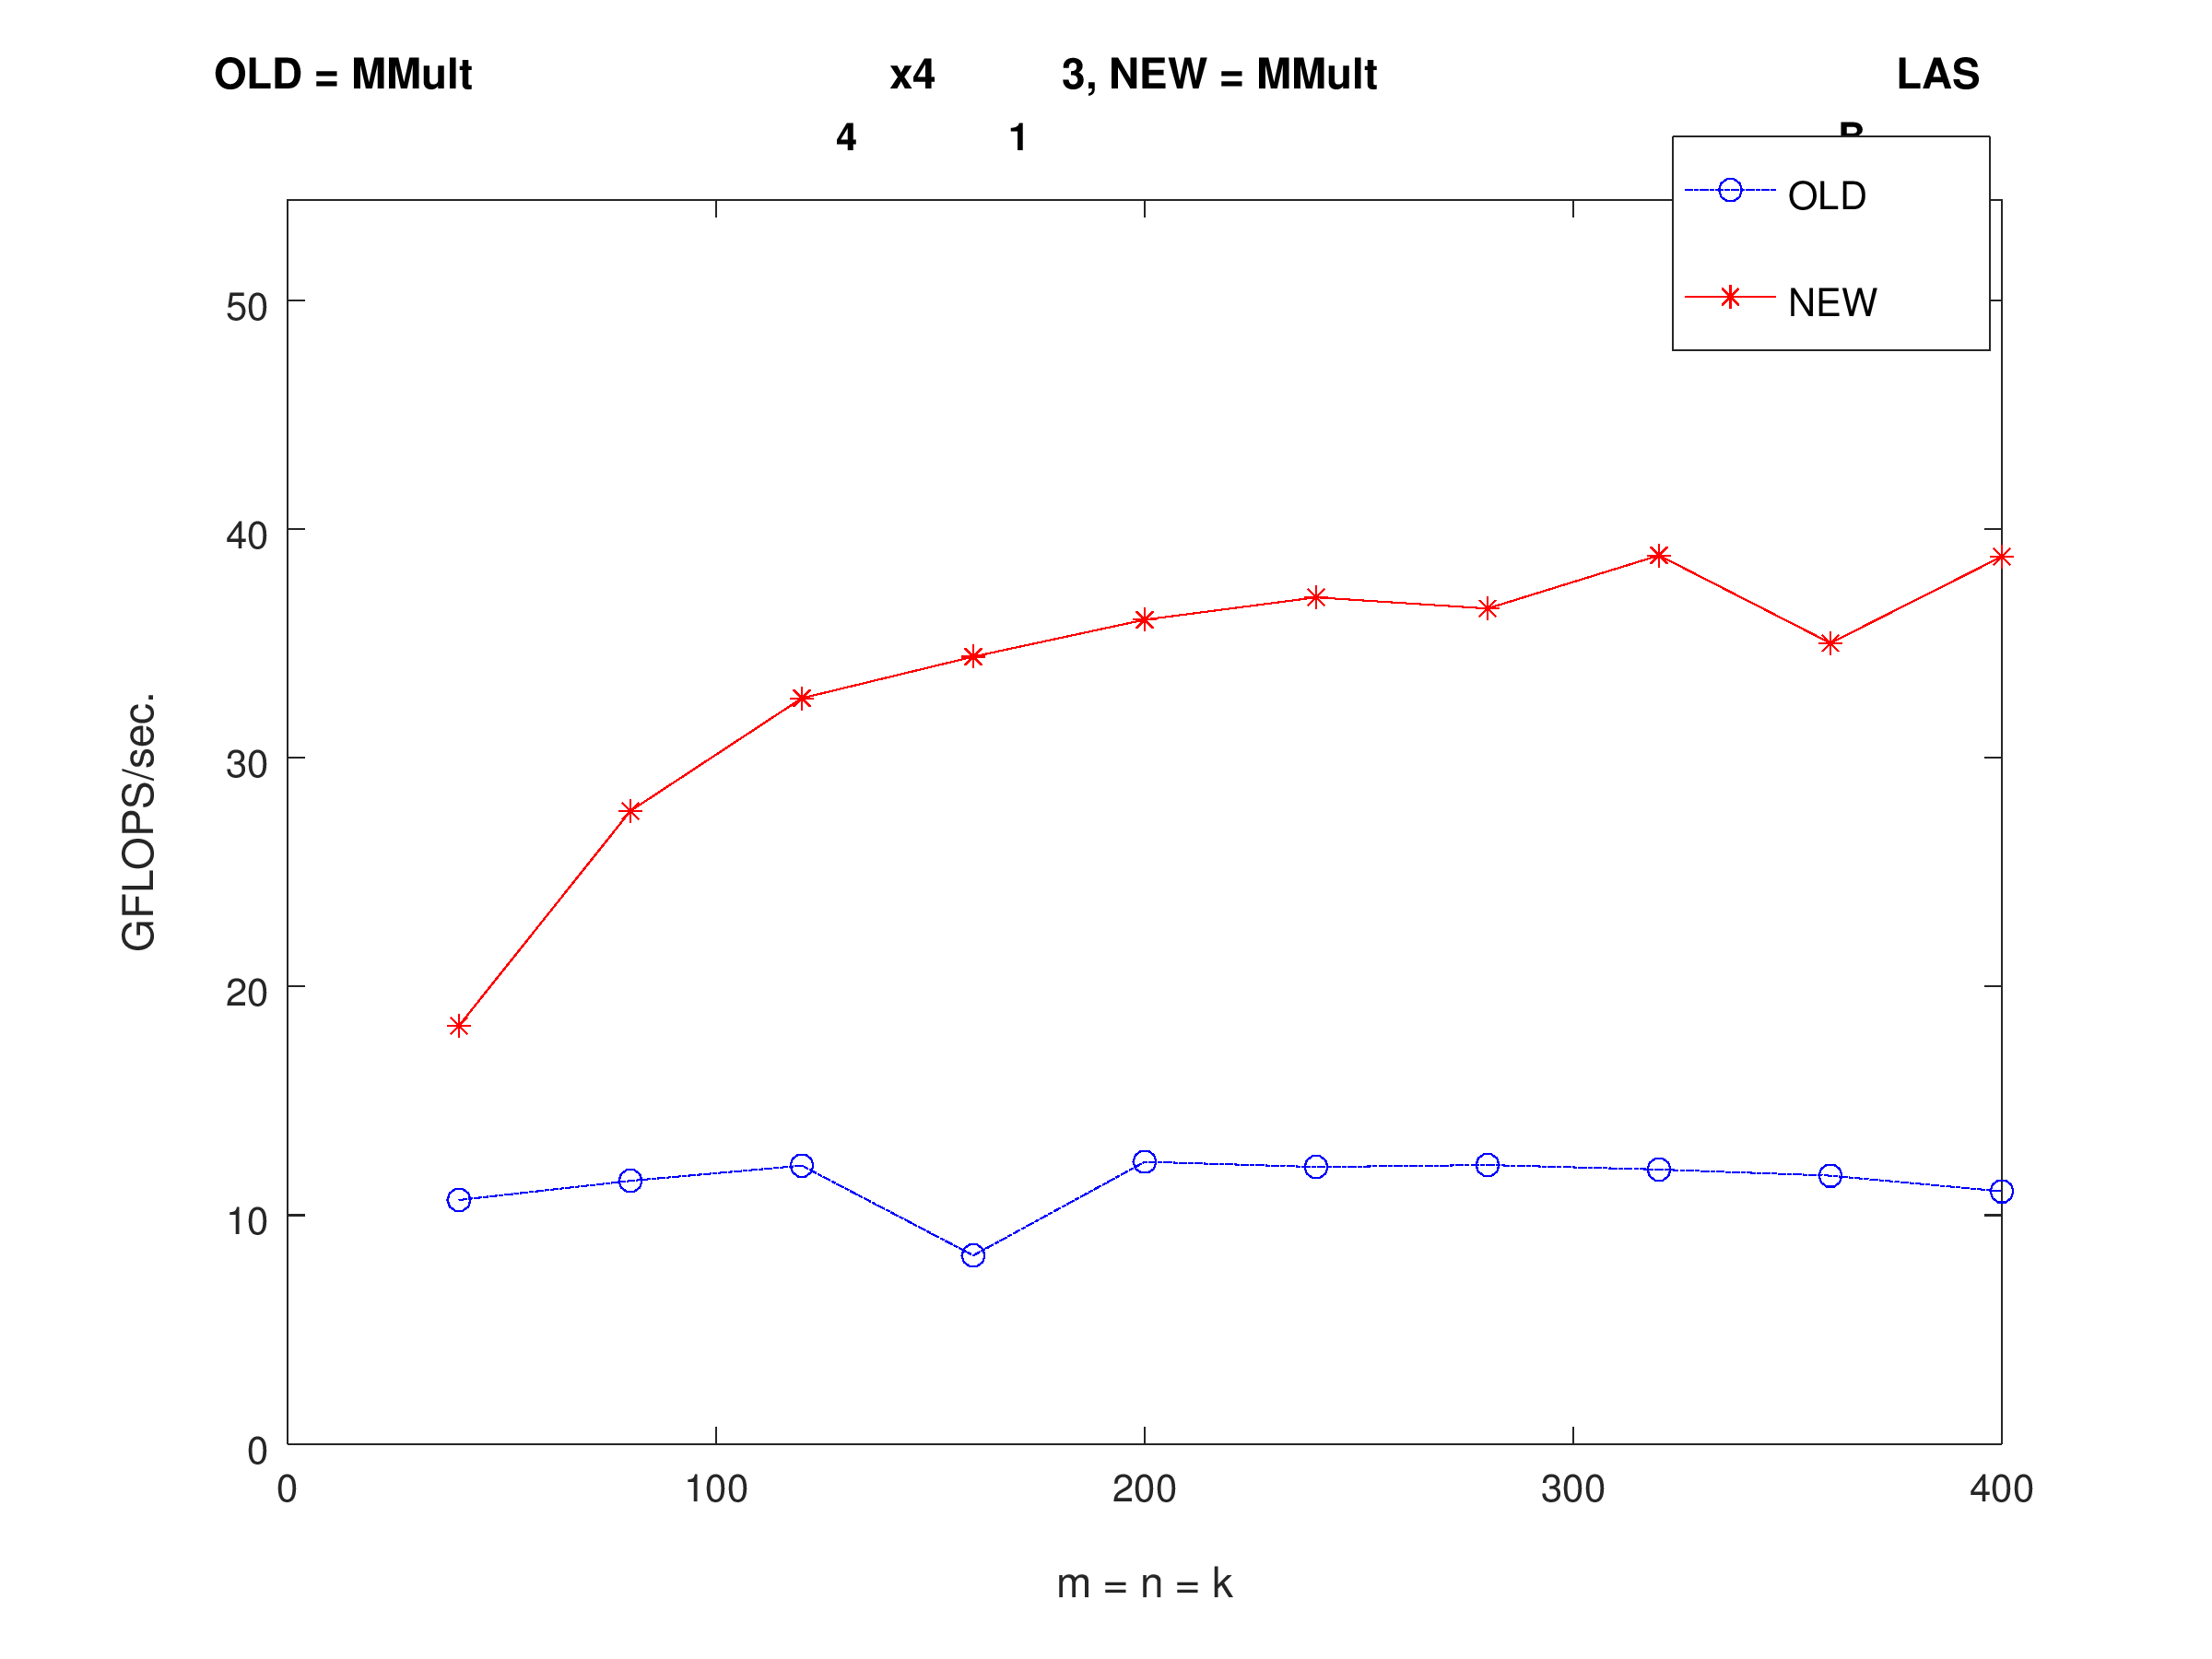 OLD = MMult x4 3, NEW = MMult LAS
4 1
OLD
NEW
50
40
30
20
10
0
GFLOPS/sec.
0 100 200 300 400
m = n = k